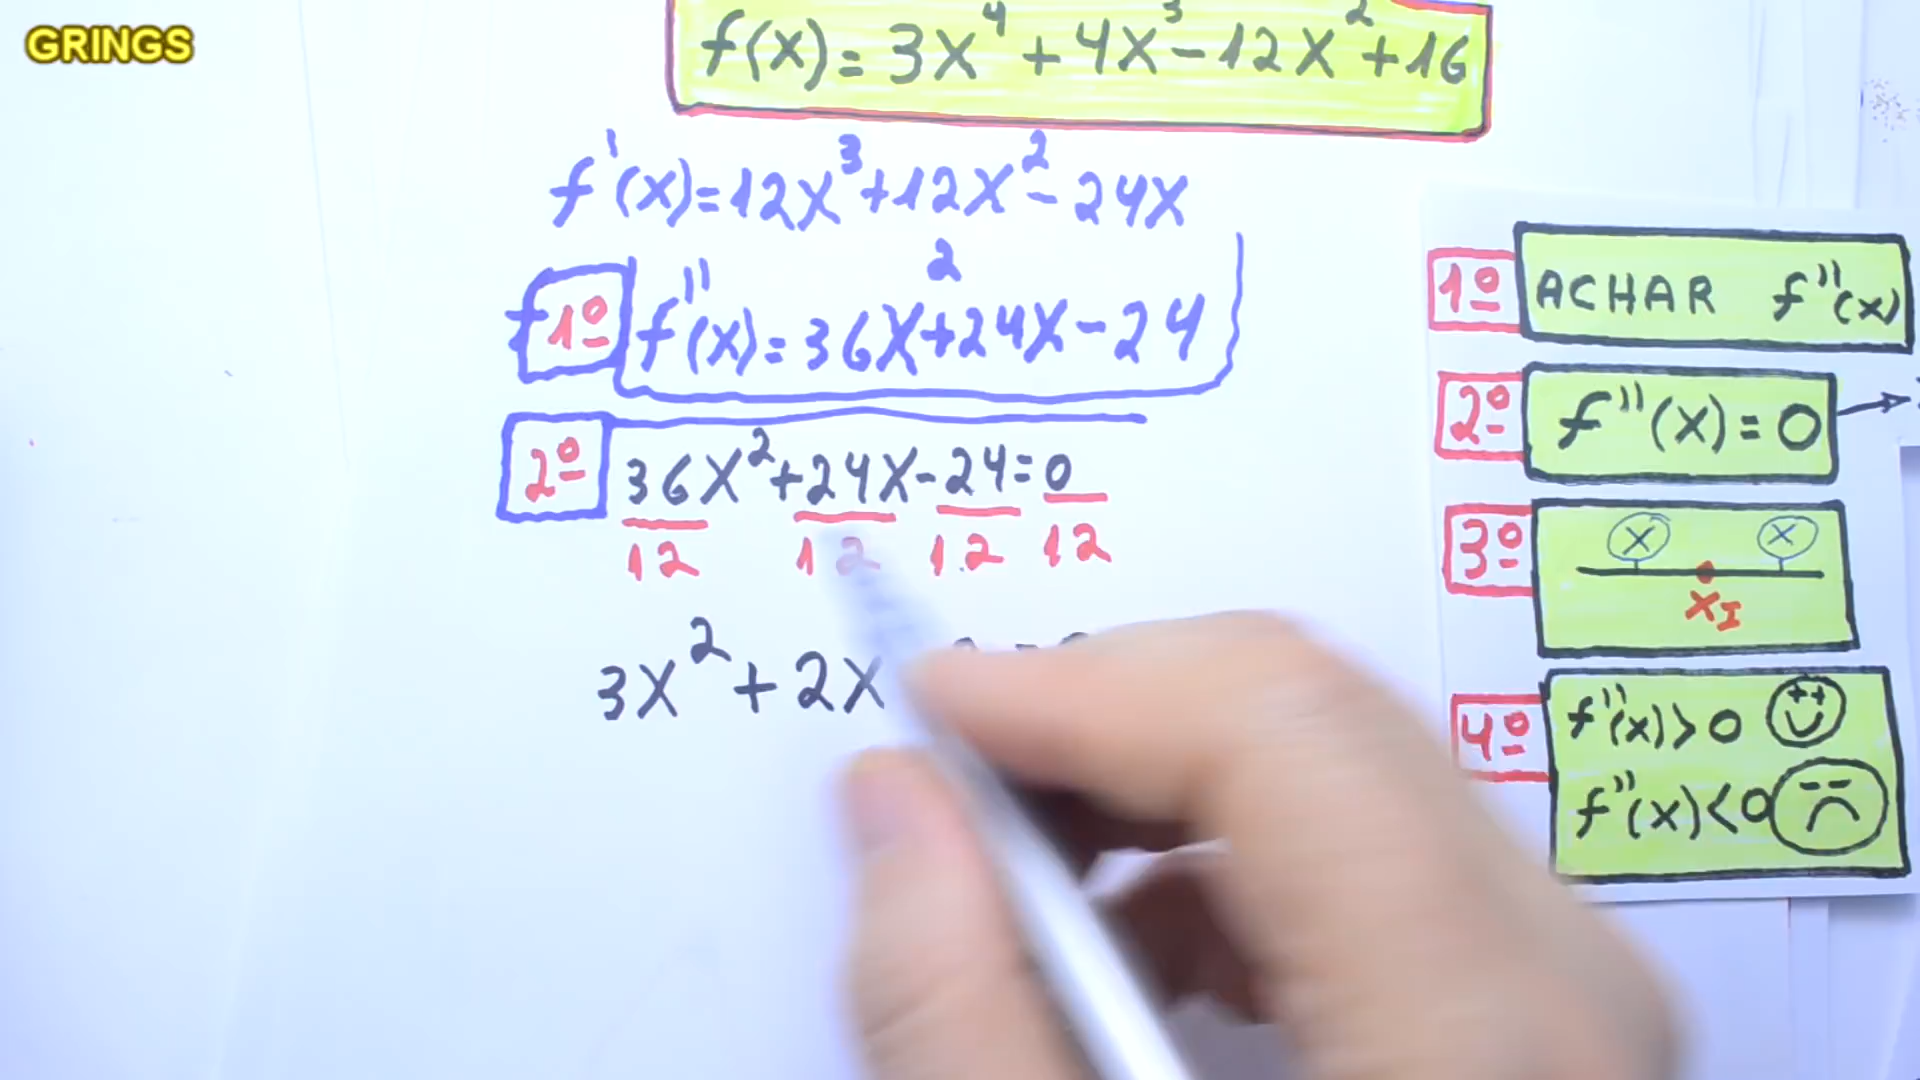 GRINGS
f(x) = 3x⁴ + 4x³ - 12x² + 16
f'(x) = 12x³ + 12x² - 24x
1º f''(x) = 36x² + 24x - 24
2º 36x² + 24x - 24 = 0
12 12 12 12
3x² + 2x
1º ACHAR f''(x)
2º f''(x) = 0
3º x x
xI
4º f''(x) > 0 ++
f''(x) < 0 --